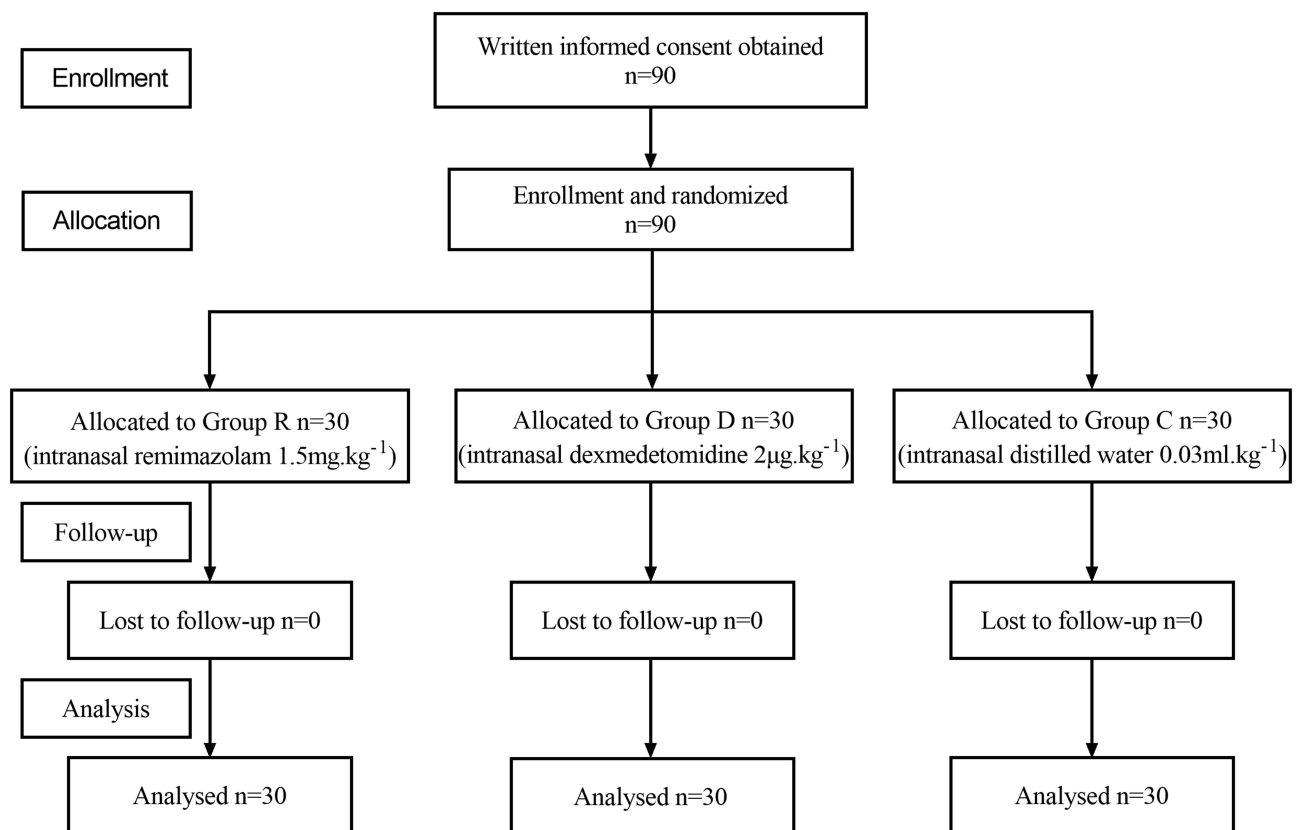 Enrollment
Written informed consent obtained
n=90
Allocation
Enrollment and randomized
n=90
Allocated to Group R n=30
(intranasal remimazolam 1.5mg.kg⁻¹)
Allocated to Group D n=30
(intranasal dexmedetomidine 2μg.kg⁻¹)
Allocated to Group C n=30
(intranasal distilled water 0.03ml.kg⁻¹)
Follow-up
Lost to follow-up n=0
Lost to follow-up n=0
Lost to follow-up n=0
Analysis
Analysed n=30
Analysed n=30
Analysed n=30